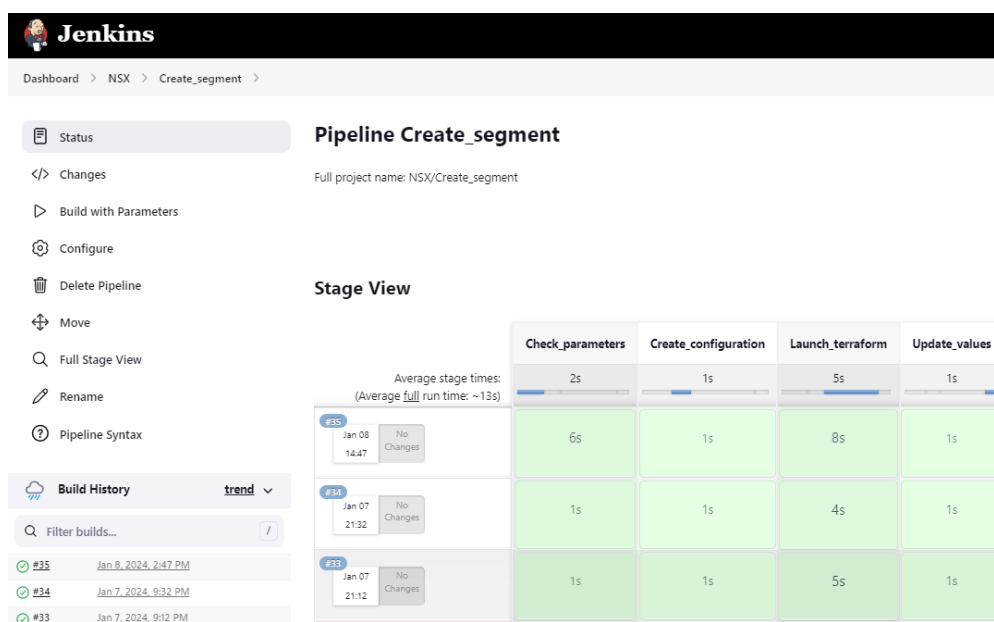 Jenkins
Dashboard > NSX > Create_segment >
Status
Changes
Build with Parameters
Configure
Delete Pipeline
Move
Full Stage View
Rename
Pipeline Syntax
Build History
trend
Filter builds...
/
#35 Jan 8, 2024, 2:47 PM
#34 Jan 7, 2024, 9:32 PM
#33 Jan 7, 2024, 9:12 PM
Pipeline Create_segment
Full project name: NSX/Create_segment
Stage View
Check_parameters Create_configuration Launch_terraform Update_values
Average stage times: 2s 1s 5s 1s
(Average full run time: ~13s)
#35
Jan 08 No
14:47 Changes
6s 1s 8s 1s
#34
Jan 07 No
21:32 Changes
1s 1s 4s 1s
#33
Jan 07 No
21:12 Changes
1s 1s 5s 1s